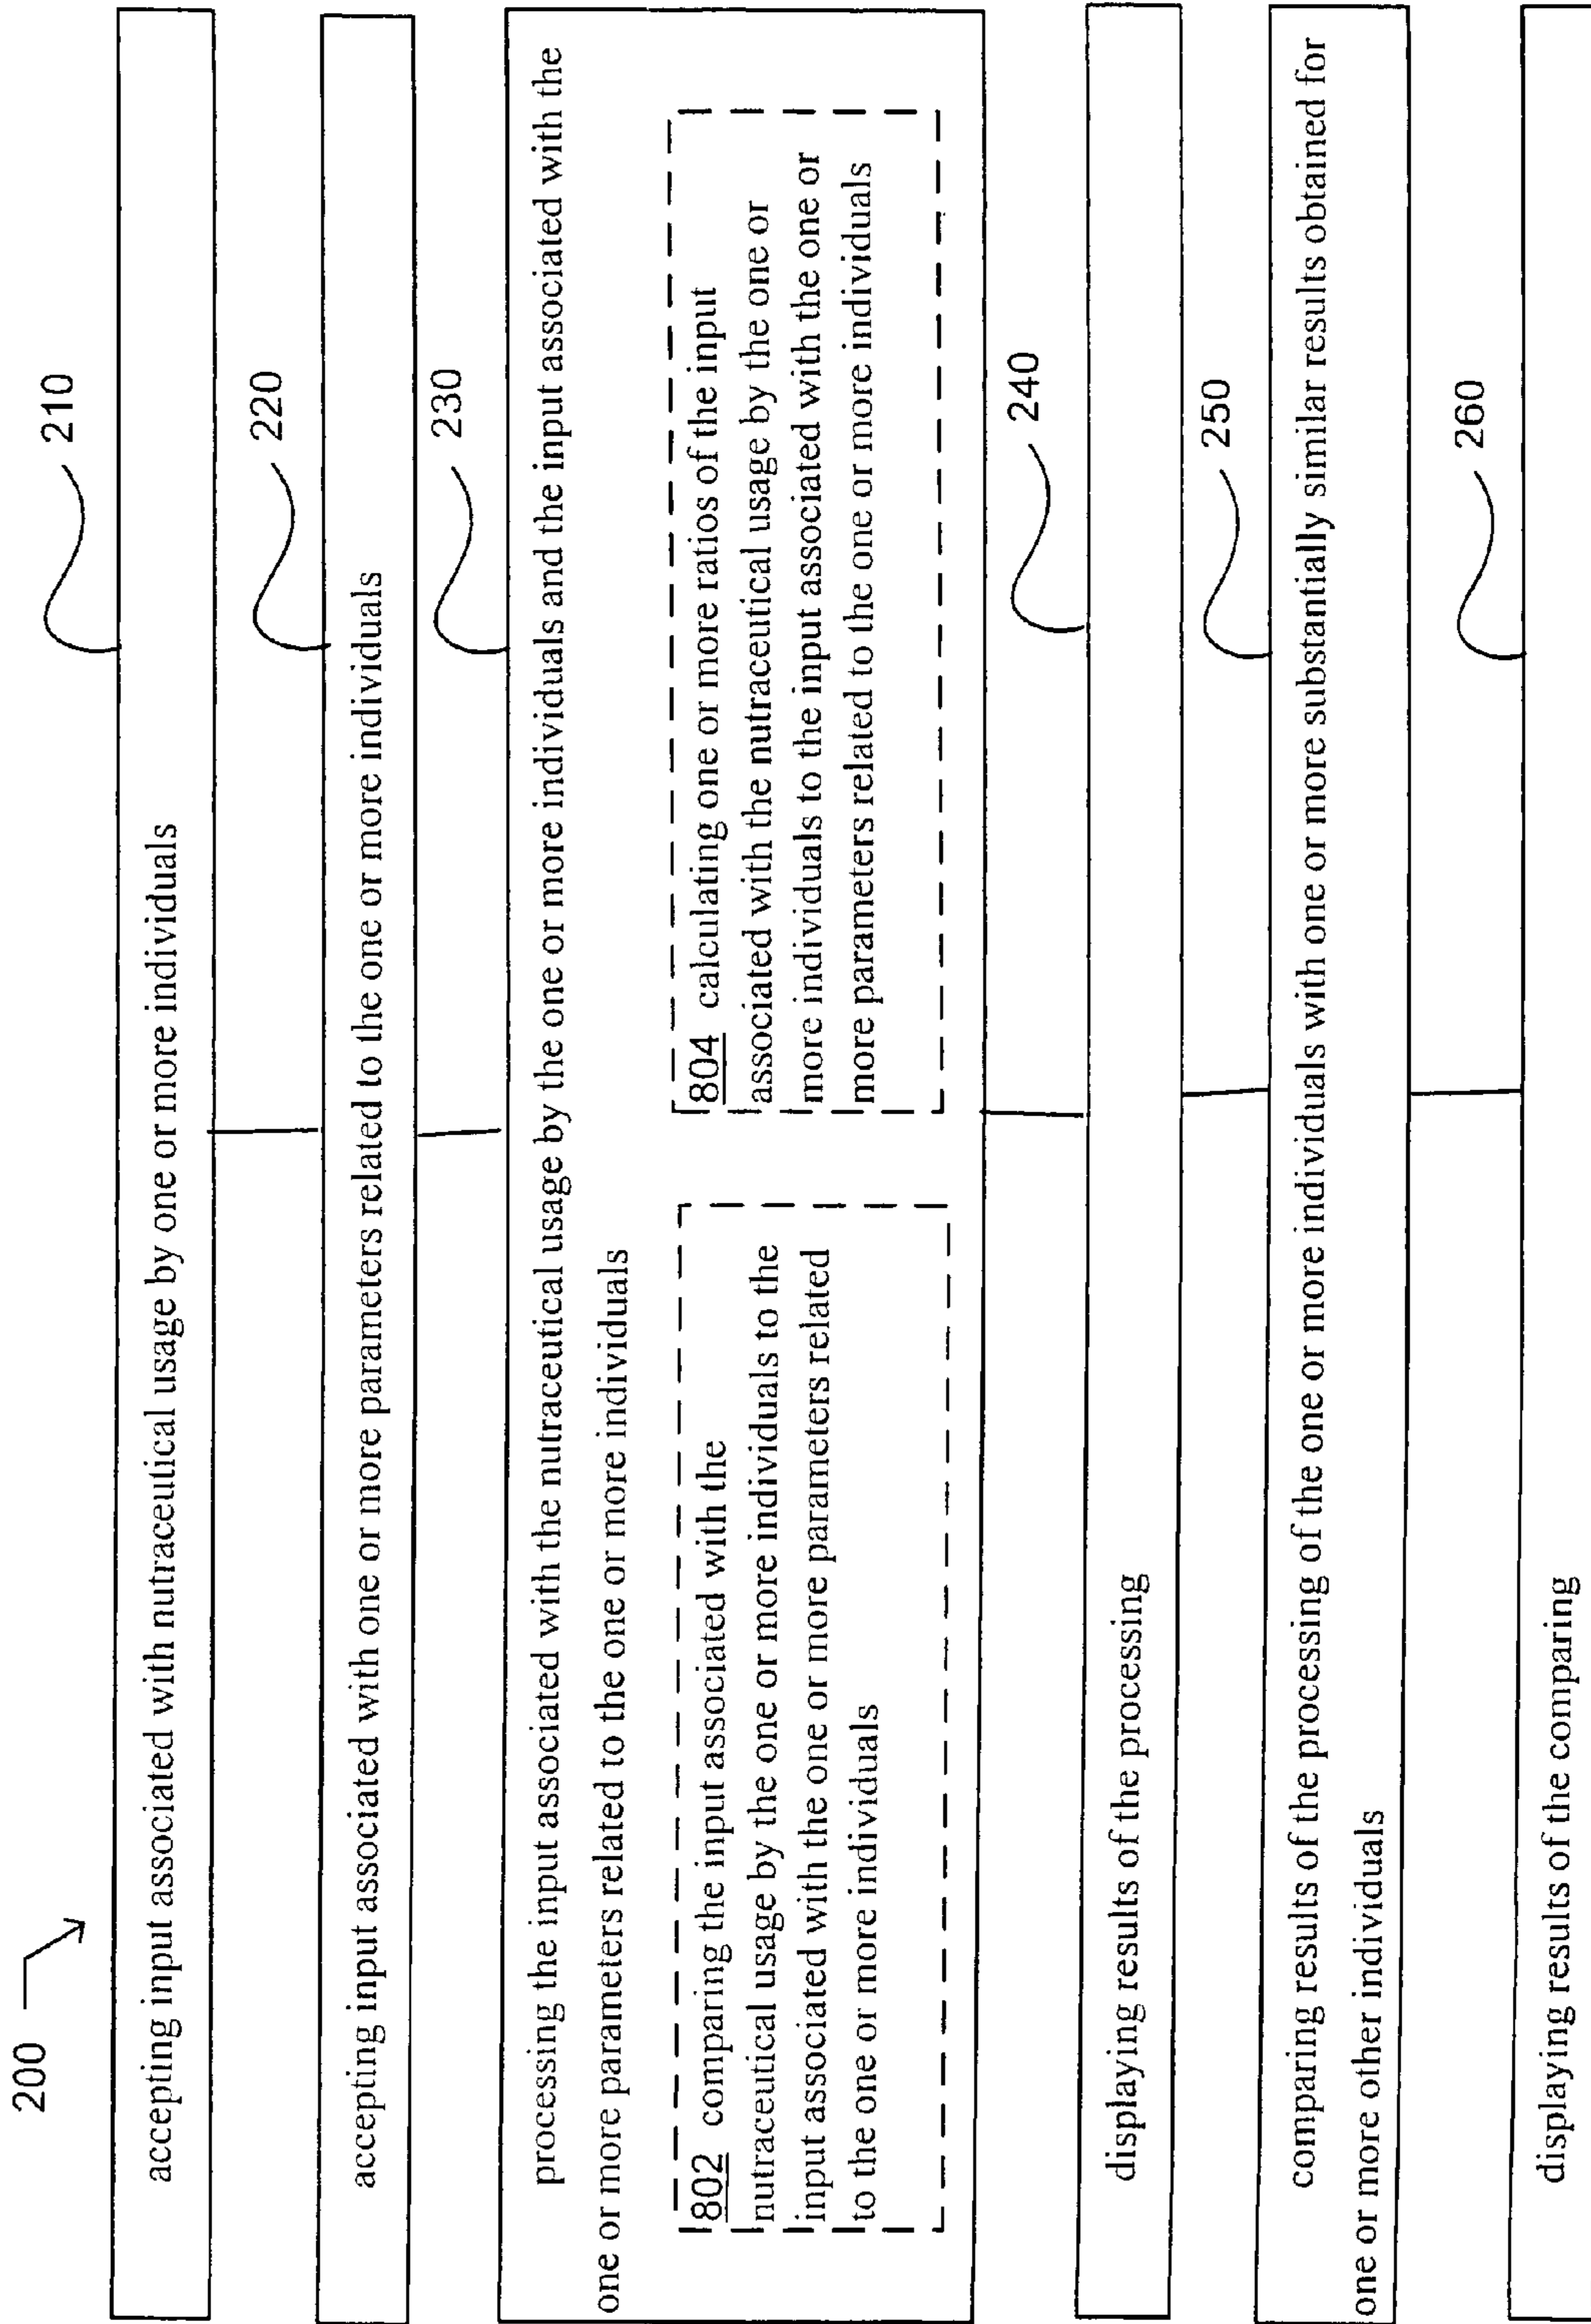 200
210
accepting input associated with nutraceutical usage by one or more individuals
220
accepting input associated with one or more parameters related to the one or more individuals
230
processing the input associated with the nutraceutical usage by the one or more individuals and the input associated with the
one or more parameters related to the one or more individuals
802 comparing the input associated with the
nutraceutical usage by the one or more individuals to the
input associated with the one or more parameters related
to the one or more individuals
804 calculating one or more ratios of the input
associated with the nutraceutical usage by the one or
more individuals to the input associated with the one or
more parameters related to the one or more individuals
240
displaying results of the processing
250
comparing results of the processing of the one or more individuals with one or more substantially similar results obtained for
one or more other individuals
260
displaying results of the comparing